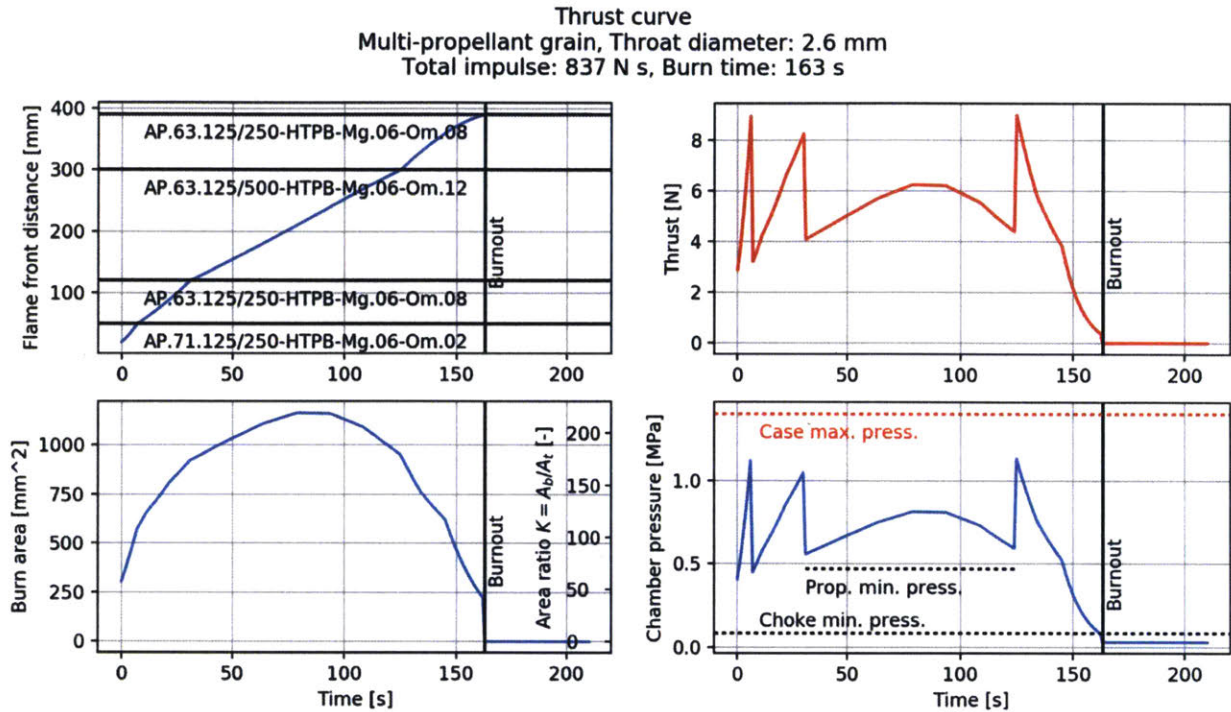 Thrust curve
Multi-propellant grain, Throat diameter: 2.6 mm
Total impulse: 837 N s, Burn time: 163 s
Flame front distance [mm]
400
300
200
100
AP.63.125/250-HTPB-Mg.06-Om.08
AP.63.125/500-HTPB-Mg.06-Om.12
AP.63.125/250-HTPB-Mg.06-Om.08
AP.71.125/250-HTPB-Mg.06-Om.02
Burnout
0 50 100 150 200
Thrust [N]
8
6
4
2
0
Burnout
0 50 100 150 200
Burn area [mm^2]
1000
750
500
250
0
Burnout
Area ratio K = A_b/A_t [-]
200
150
100
50
0
0 50 100 150 200
Time [s]
Chamber pressure [MPa]
1.0
0.5
0.0
Case max. press.
Prop. min. press.
Choke min. press.
Burnout
0 50 100 150 200
Time [s]